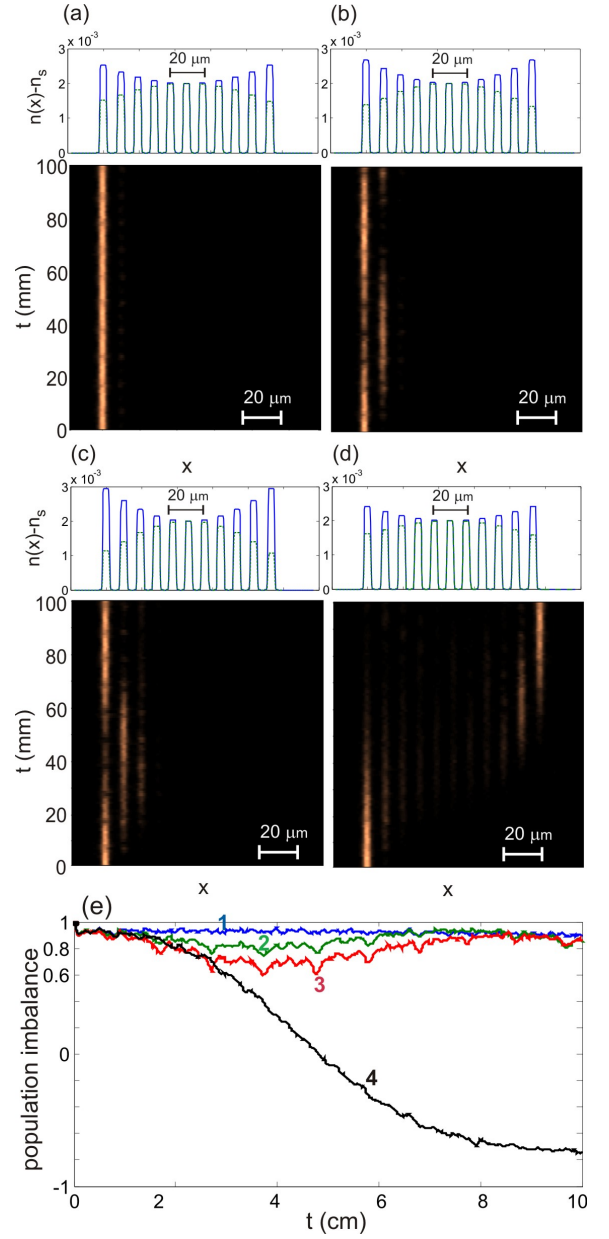 (a)
(b)
x 10⁻³
x 10⁻³
3
2
1
0
n(x)-nₛ
20 μm
3
2
1
0
20 μm
100
80
60
40
20
0
t (mm)
20 μm
20 μm
x
x
(c)
(d)
x 10⁻³
x 10⁻³
3
2
1
0
n(x)-nₛ
20 μm
3
2
1
0
20 μm
100
80
60
40
20
0
t (mm)
20 μm
20 μm
x
x
(e)
1
0.8
0.6
0
-1
population imbalance
1
2
3
4
0
2
4
6
8
10
t (cm)